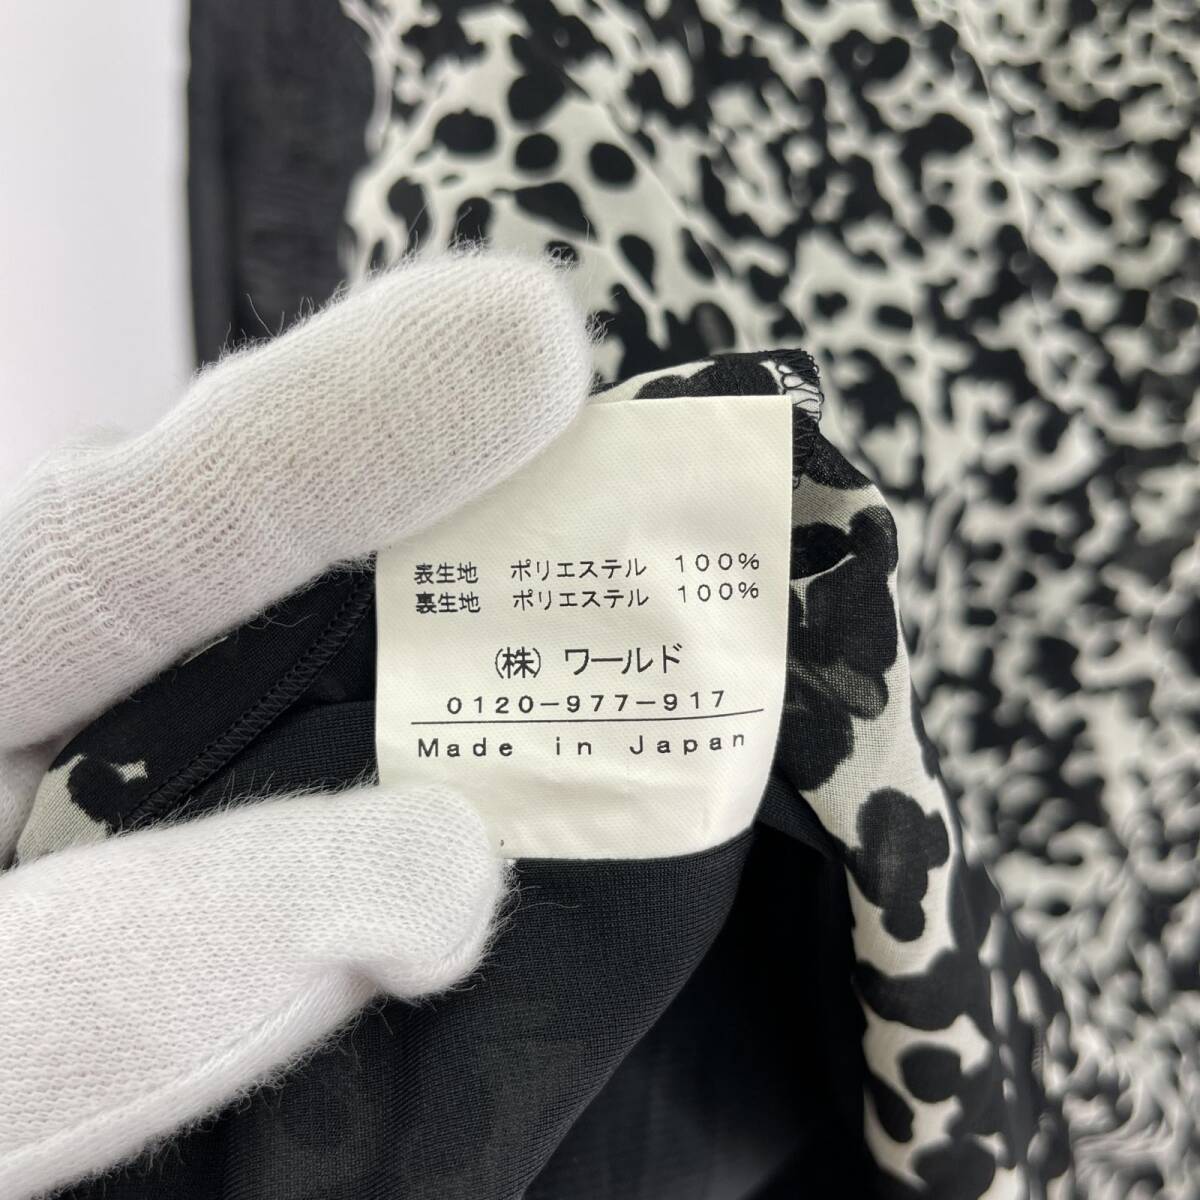 表生地 ポリエステル 100%
裏生地 ポリエステル 100%
(株) ワールド
0120-977-917
Made in Japan